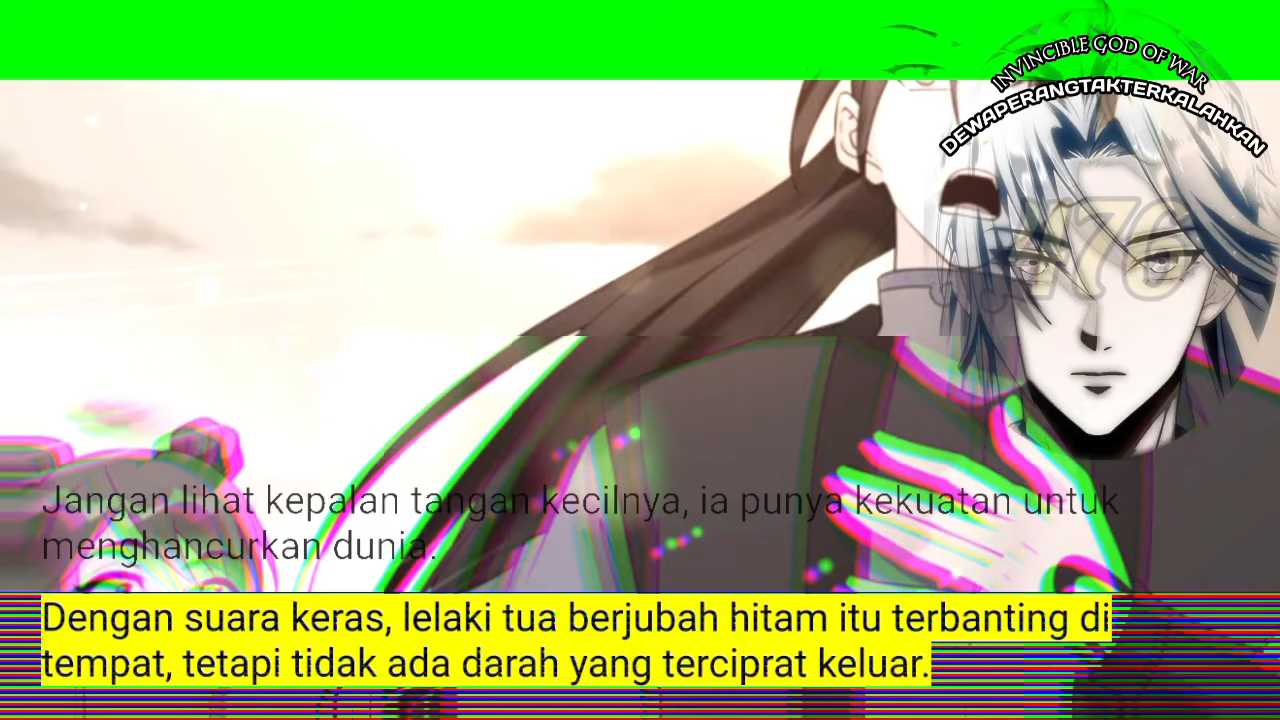 INVINCIBLE GOD OF WAR
DEWAPERANGTAKTERKALAHKAN
476
Jangan lihat kepalan tangan kecilnya, ia punya kekuatan untuk
menghancurkan dunia.
Dengan suara keras, lelaki tua berjubah hitam itu terbanting di
tempat, tetapi tidak ada darah yang terciprat keluar.